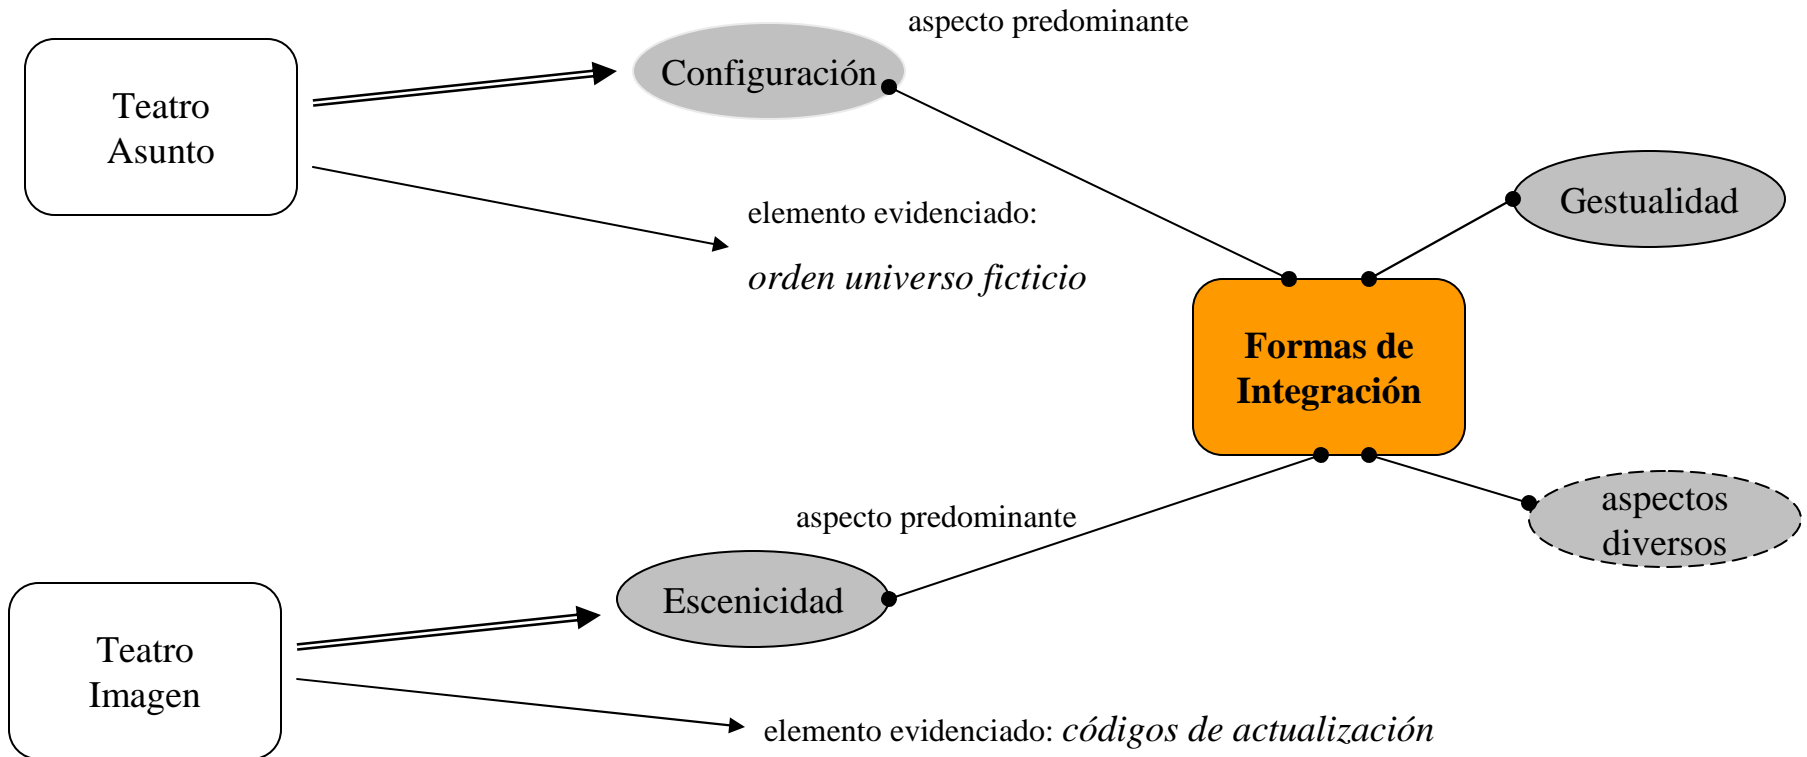 aspecto predominante
Teatro
Asunto
Configuración
elemento evidenciado:
orden universo ficticio
Gestualidad
Formas de
Integración
aspectos
diversos
aspecto predominante
Escenicidad
Teatro
Imagen
elemento evidenciado: códigos de actualización